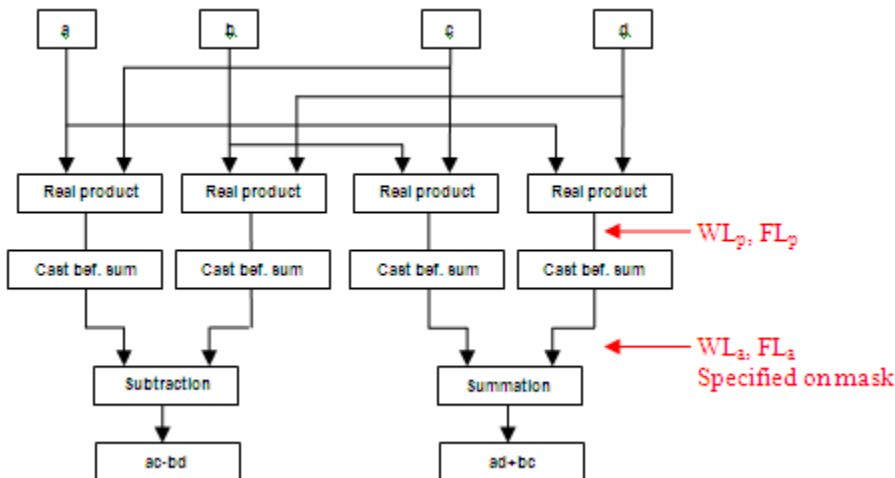 a
b
c
d
Real product
Real product
Real product
Real product
WLp, FLp
Cast bef. sum
Cast bef. sum
Cast bef. sum
Cast bef. sum
WLa, FLa
Specified on mask
Subtraction
Summation
ac-bd
ad+bc